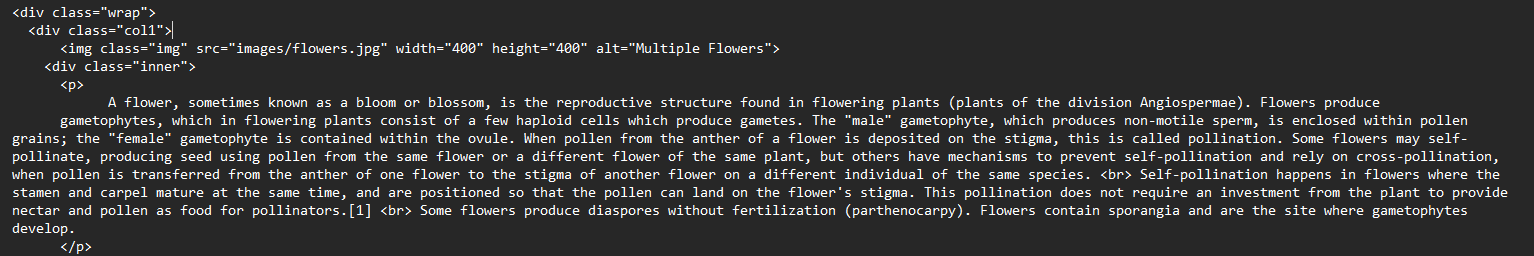 <div class="wrap">
<div class="col1">
<img class="img" src="images/flowers.jpg" width="400" height="400" alt="Multiple Flowers">
<div class="inner">
<p>
A flower, sometimes known as a bloom or blossom, is the reproductive structure found in flowering plants (plants of the division Angiospermae). Flowers produce
gametophytes, which in flowering plants consist of a few haploid cells which produce gametes. The "male" gametophyte, which produces non-motile sperm, is enclosed within pollen
grains; the "female" gametophyte is contained within the ovule. When pollen from the anther of a flower is deposited on the stigma, this is called pollination. Some flowers may self-
pollinate, producing seed using pollen from the same flower or a different flower of the same plant, but others have mechanisms to prevent self-pollination and rely on cross-pollination,
when pollen is transferred from the anther of one flower to the stigma of another flower on a different individual of the same species. <br> Self-pollination happens in flowers where the
stamen and carpel mature at the same time, and are positioned so that the pollen can land on the flower's stigma. This pollination does not require an investment from the plant to provide
nectar and pollen as food for pollinators.[1] <br> Some flowers produce diaspores without fertilization (parthenocarpy). Flowers contain sporangia and are the site where gametophytes
develop.
</p>